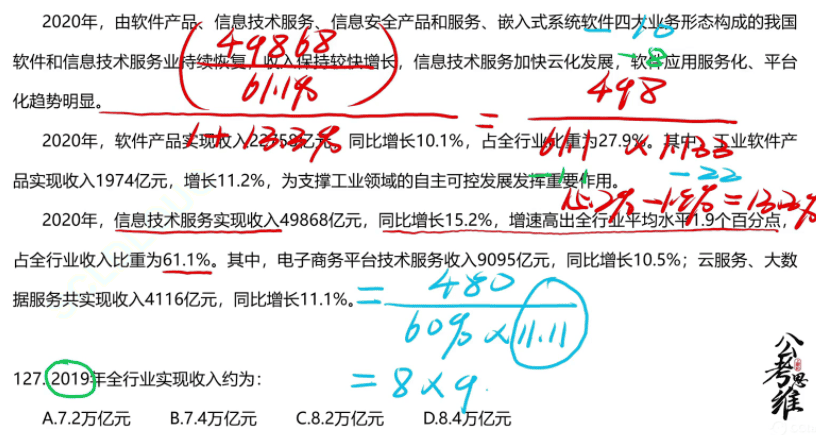 2020年，由软件产品、信息技术服务、信息安全产品和服务、嵌入式系统软件四大业务形态构成的我国
软件和信息技术服务业持续恢复，收入保持较快增长，信息技术服务加快云化发展，软件应用服务化、平台
化趋势明显。
-10
-8
49868
61.1%
1+13.3%
=
498
61.1×1.133
-11
-22
2020年，软件产品实现收入22758亿元，同比增长10.1%，占全行业比重为27.9%。其中，工业软件产
品实现收入1974亿元，增长11.2%，为支撑工业领域的自主可控发展发挥重要作用。
15.2%-1.9%=13.3%
2020年，信息技术服务实现收入49868亿元，同比增长15.2%，增速高出全行业平均水平1.9个百分点，
占全行业收入比重为61.1%。其中，电子商务平台技术服务收入9095亿元，同比增长10.5%；云服务、大数
据服务共实现收入4116亿元，同比增长11.1%。
=480
60%×11.11
=8×9
127. 2019年全行业实现收入约为：
A.7.2万亿元 B.7.4万亿元 C.8.2万亿元 D.8.4万亿元
公考思维